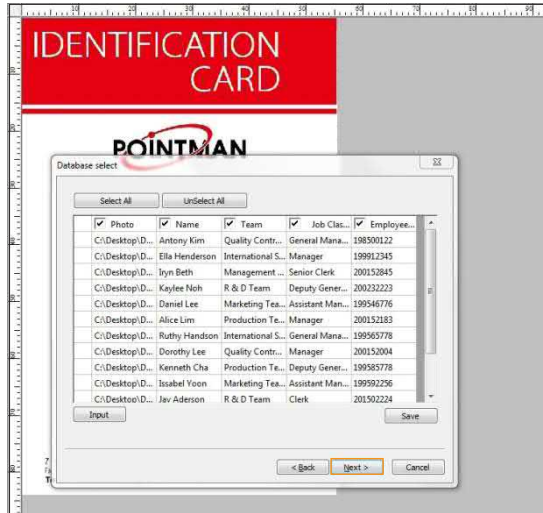 IDENTIFICATION
CARD
POINTMAN
Database select
Select All UnSelect All
Photo Name Team Job Clas... Employee...
C:\Desktop\D... Antony Kim Quality Contr... General Mana... 198500122
C:\Desktop\D... Ella Henderson International S... Manager 199912345
C:\Desktop\D... Iryn Beth Management ... Senior Clerk 200152845
C:\Desktop\D... Kaylee Noh R & D Team Deputy Gener... 200232223
C:\Desktop\D... Daniel Lee Marketing Tea... Assistant Man... 199546776
C:\Desktop\D... Alice Lim Production Te... Manager 200152183
C:\Desktop\D... Ruthy Handson International S... General Mana... 199565778
C:\Desktop\D... Dorothy Lee Quality Contr... Manager 200152004
C:\Desktop\D... Kenneth Cha Production Te... Deputy Gener... 199585778
C:\Desktop\D... Issabel Yoon Marketing Tea... Assistant Man... 199592256
C:\Desktop\D... Jay Aderson R & D Team Clerk 201502224
Input Save
< Back Next > Cancel